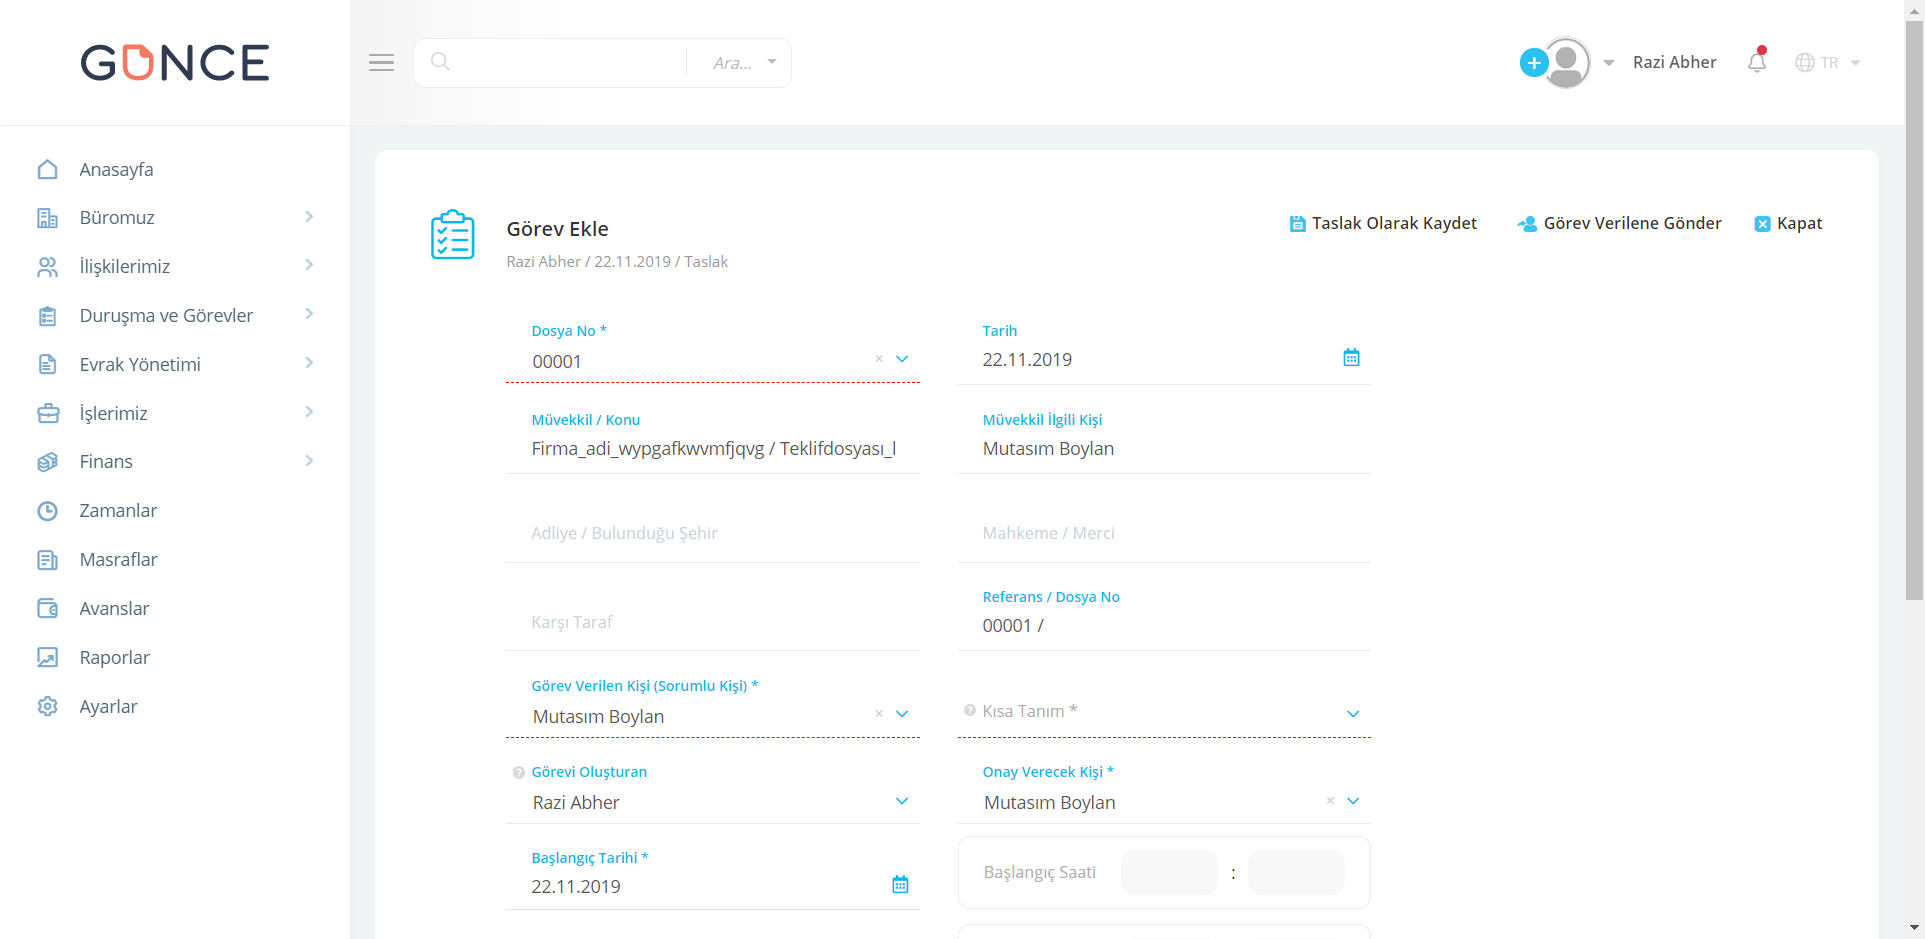 GÜNCE
Ara...
+
Razi Abher
TR
Anasayfa
Büromuz
İlişkilerimiz
Duruşma ve Görevler
Evrak Yönetimi
İşlerimiz
Finans
Zamanlar
Masraflar
Avanslar
Raporlar
Ayarlar
Görev Ekle
Razi Abher / 22.11.2019 / Taslak
Taslak Olarak Kaydet
Görev Verilene Gönder
Kapat
Dosya No *
00001
Tarih
22.11.2019
Müvekkil / Konu
Firma_adi_wypgafkwvmfjqvg / Teklifdosyası_l
Müvekkil İlgili Kişi
Mutasım Boylan
Adliye / Bulunduğu Şehir
Mahkeme / Merci
Karşı Taraf
Referans / Dosya No
00001 /
Görev Verilen Kişi (Sorumlu Kişi) *
Mutasım Boylan
Kısa Tanım *
Görevi Oluşturan
Razi Abher
Onay Verecek Kişi *
Mutasım Boylan
Başlangıç Tarihi *
22.11.2019
Başlangıç Saati :